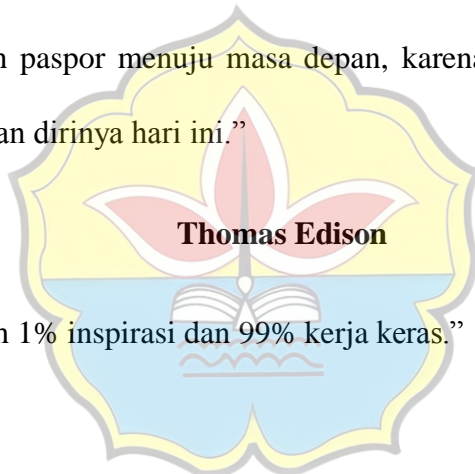 n paspor menuju masa depan, karena
an dirinya hari ini.”
Thomas Edison
h 1% inspirasi dan 99% kerja keras.”